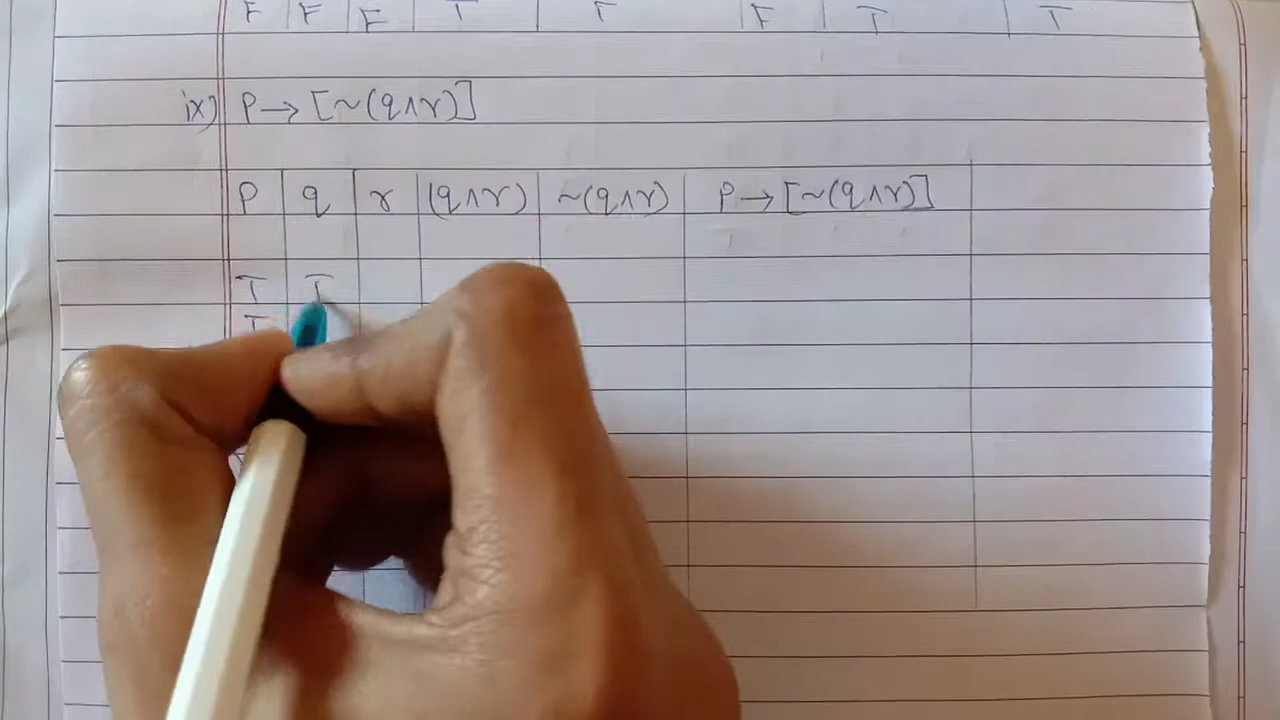 F F F T F F T T
ix) P → [~(q∧r)]
P q r (q∧r) ~(q∧r) P → [~(q∧r)]
T T
T